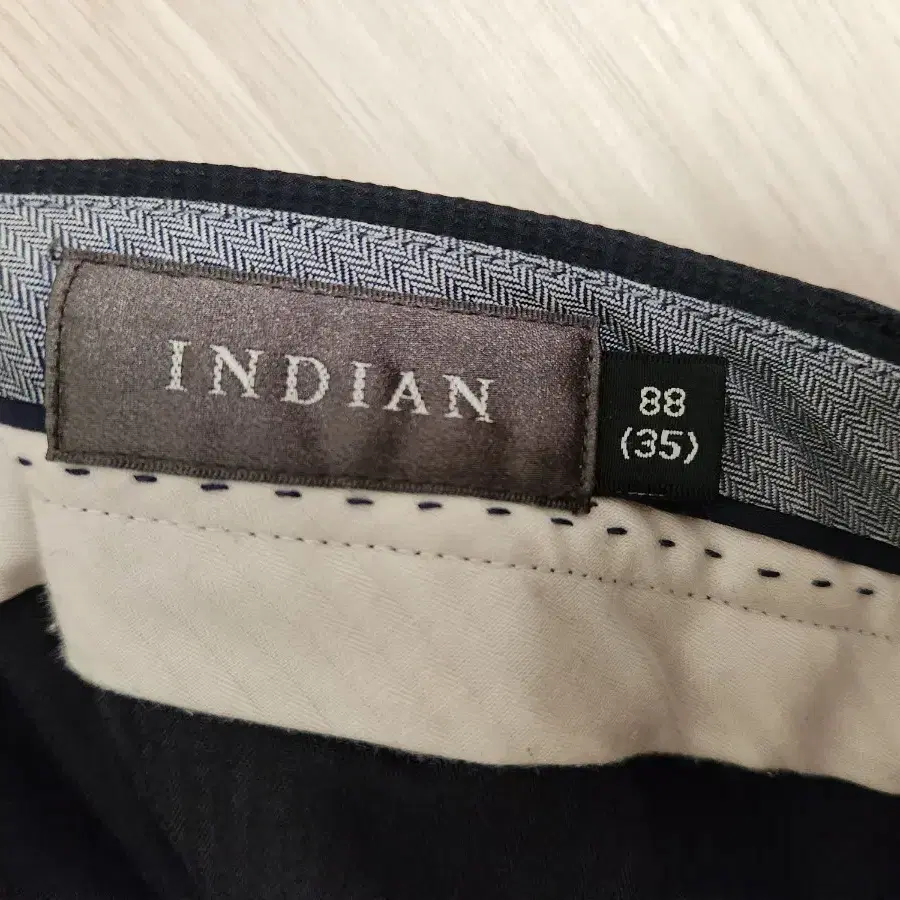 INDIAN
88
(35)